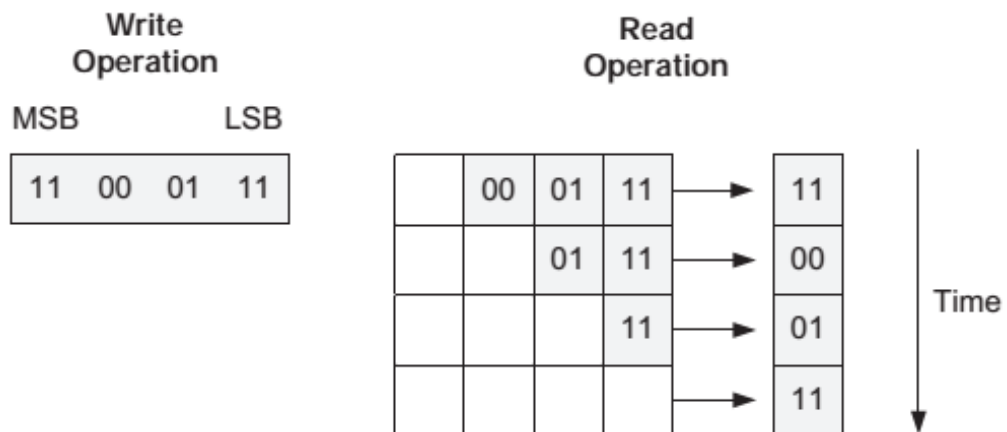 Write
Operation
Read
Operation
MSB LSB
11 00 01 11
00 01 11 11
01 11 00
11 01
11
Time